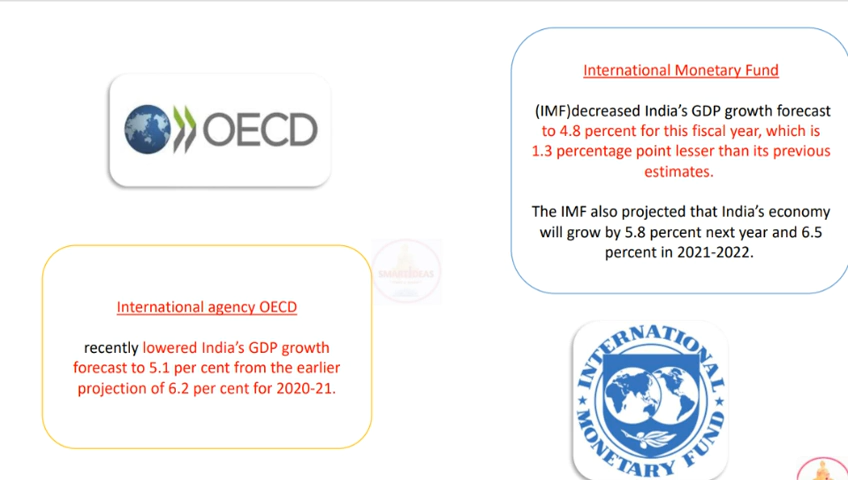 OECD
International Monetary Fund
(IMF)decreased India's GDP growth forecast
to 4.8 percent for this fiscal year, which is
1.3 percentage point lesser than its previous
estimates.
The IMF also projected that India's economy
will grow by 5.8 percent next year and 6.5
percent in 2021-2022.
International agency OECD
recently lowered India's GDP growth
forecast to 5.1 per cent from the earlier
projection of 6.2 per cent for 2020-21.
INTERNATIONAL
MONETARY FUND